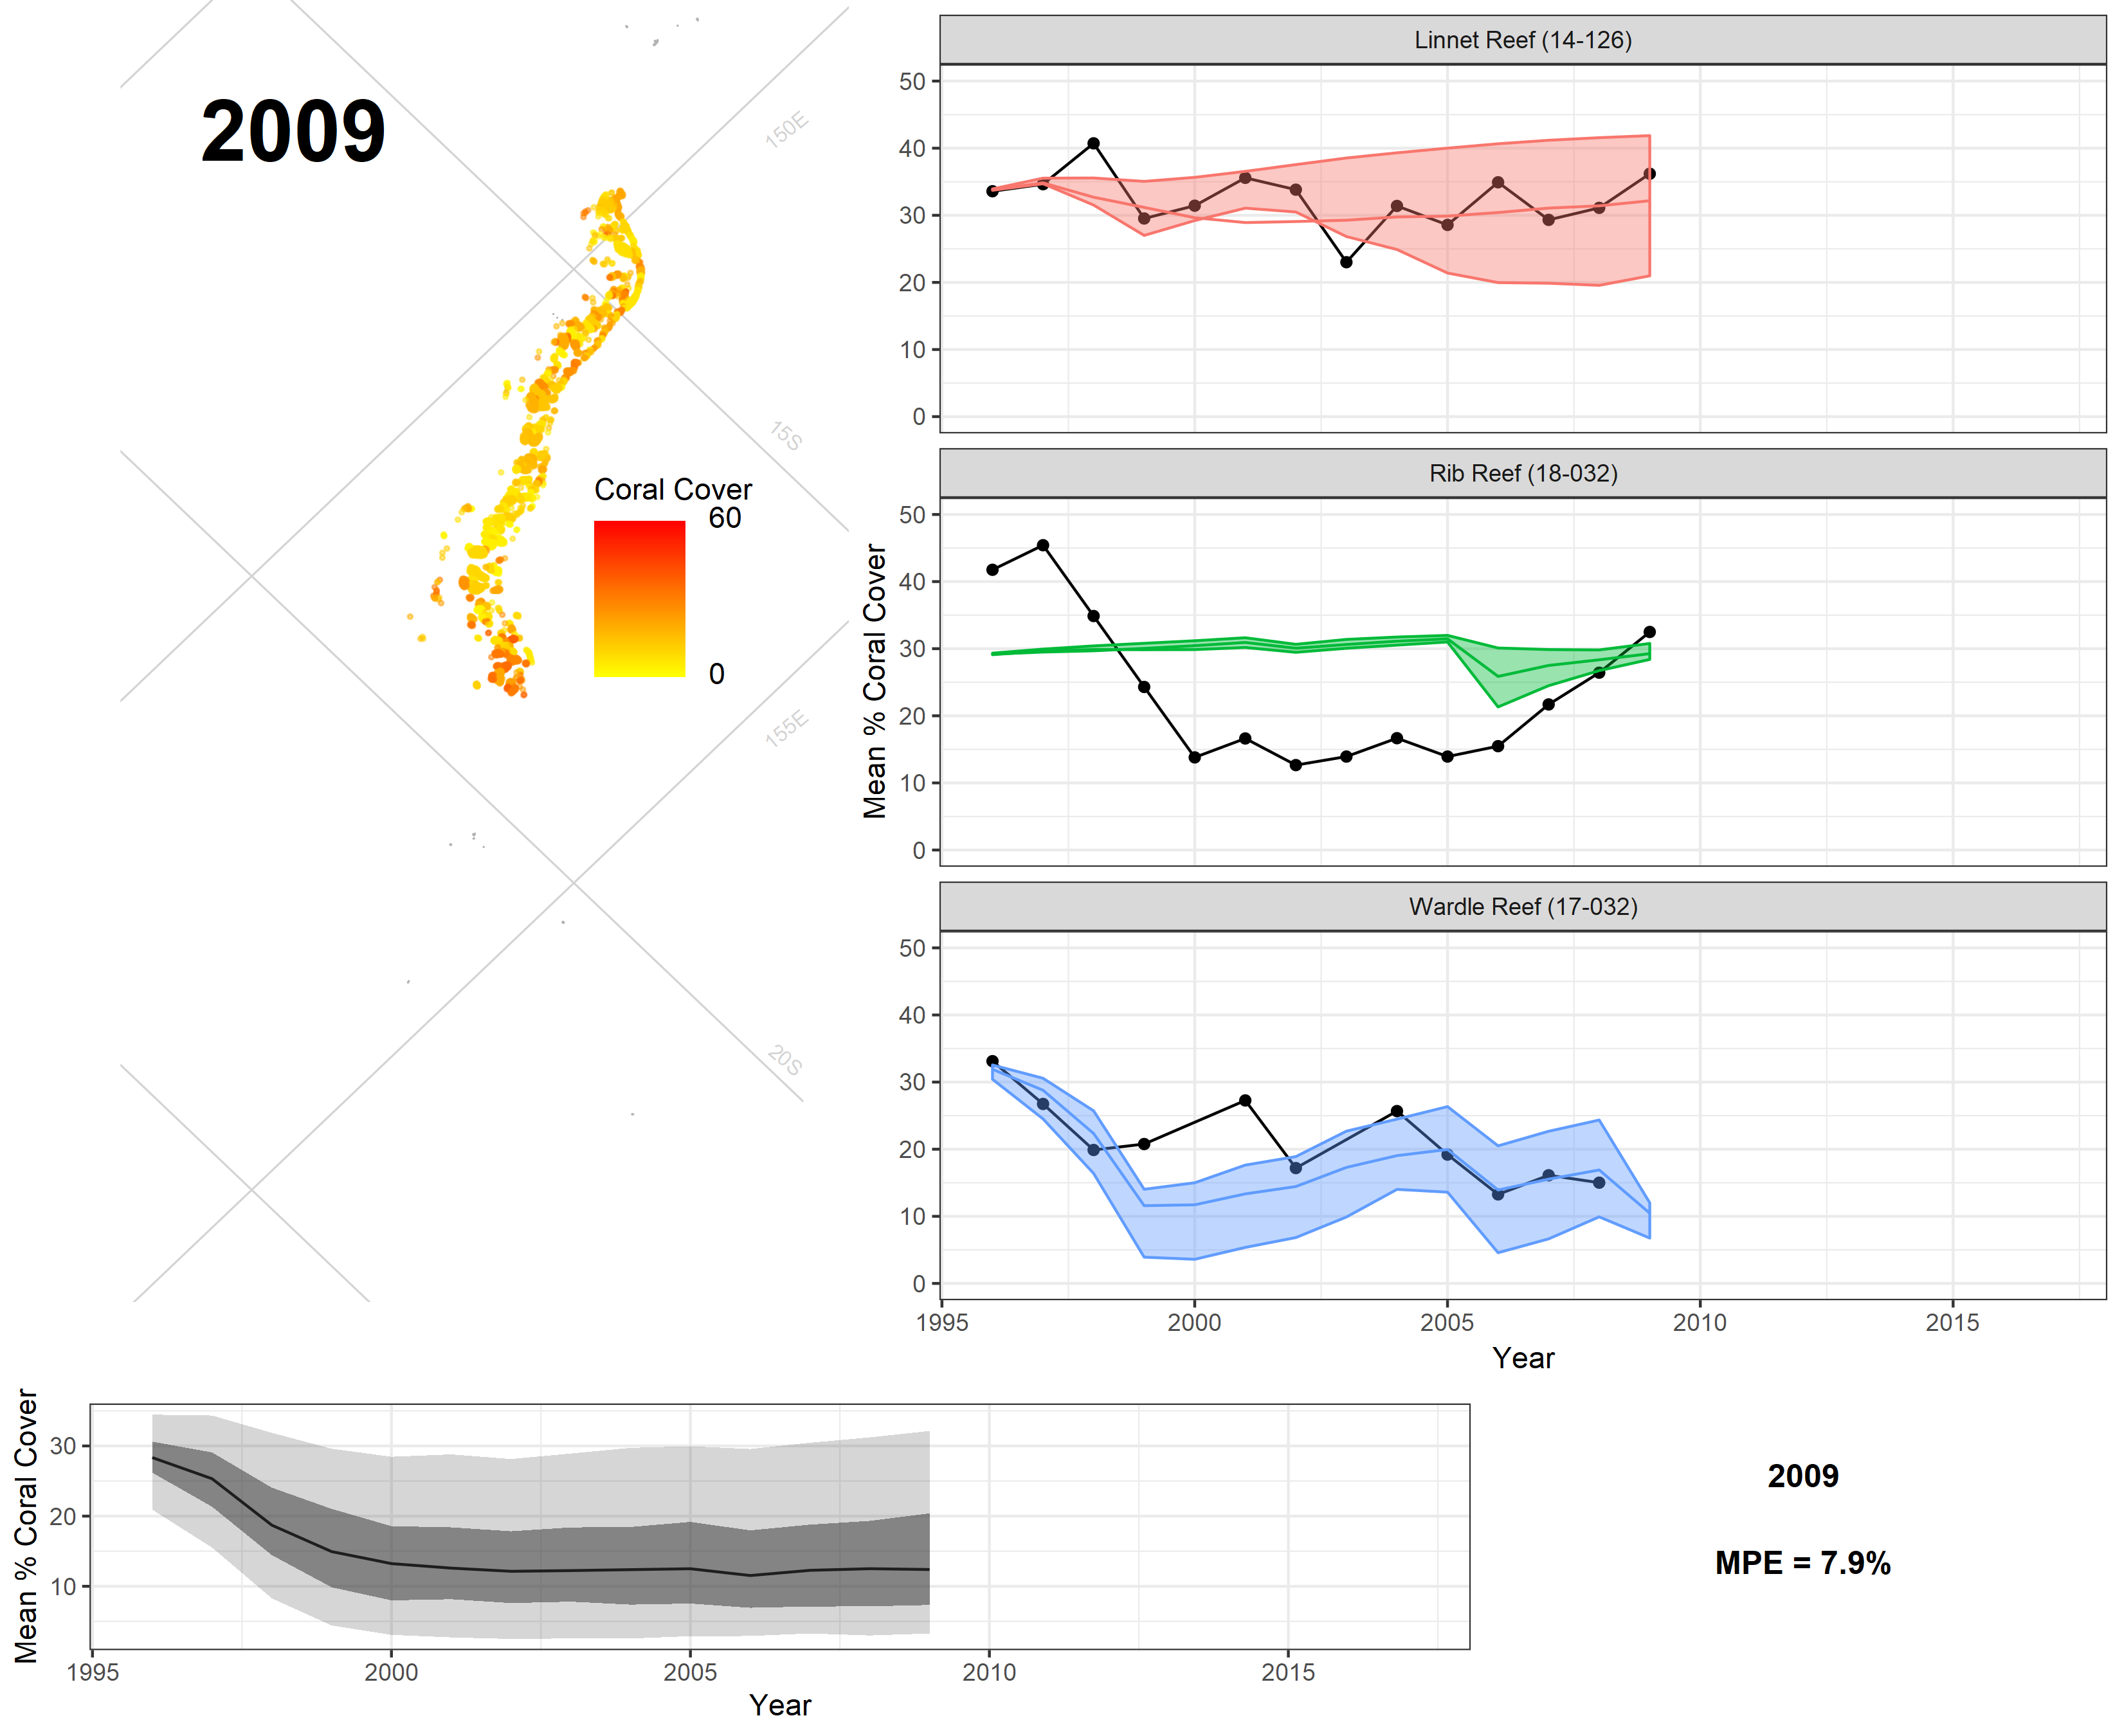 2009
150E
15S
155E
20S
Coral Cover
60
0
Linnet Reef (14-126)
50
40
30
20
10
0
Rib Reef (18-032)
50
40
30
20
10
0
Mean % Coral Cover
Wardle Reef (17-032)
50
40
30
20
10
0
1995 2000 2005 2010 2015
Year
Mean % Coral Cover
30
20
10
1995 2000 2005 2010 2015
Year
2009
MPE = 7.9%